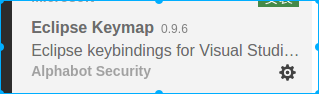 Eclipse Keymap 0.9.6
Eclipse keybindings for Visual Studi...
Alphabot Security